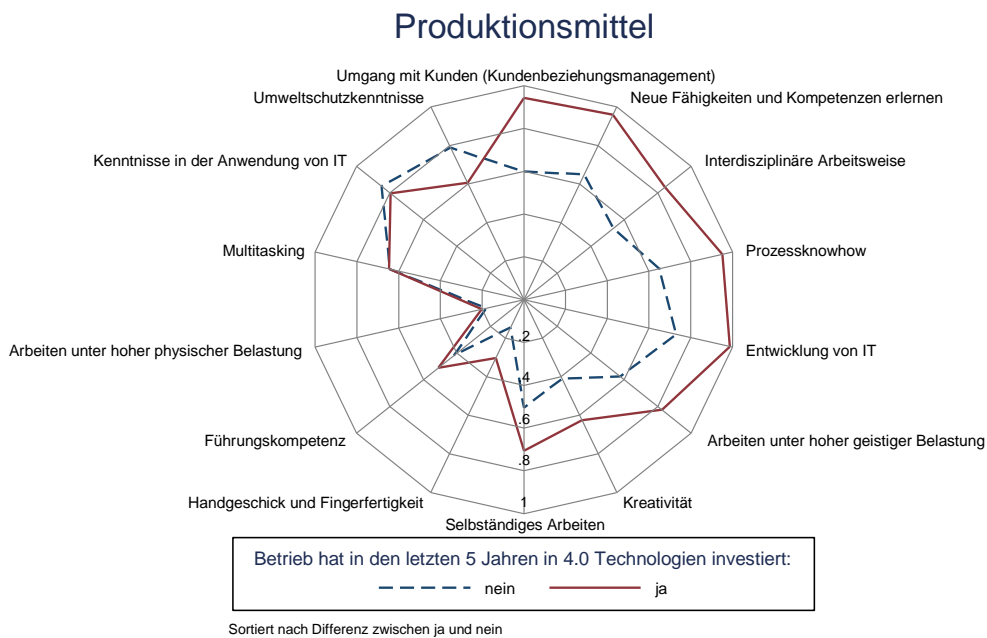 Produktionsmittel
Umgang mit Kunden (Kundenbeziehungsmanagement)
Umweltschutzkenntnisse
Neue Fähigkeiten und Kompetenzen erlernen
Kenntnisse in der Anwendung von IT
Interdisziplinäre Arbeitsweise
Multitasking
Prozessknowhow
.2
Arbeiten unter hoher physischer Belastung
Entwicklung von IT
.4
.6
Führungskompetenz
Arbeiten unter hoher geistiger Belastung
.8
Handgeschick und Fingerfertigkeit
1
Kreativität
Selbständiges Arbeiten
Betrieb hat in den letzten 5 Jahren in 4.0 Technologien investiert:
nein
ja
Sortiert nach Differenz zwischen ja und nein